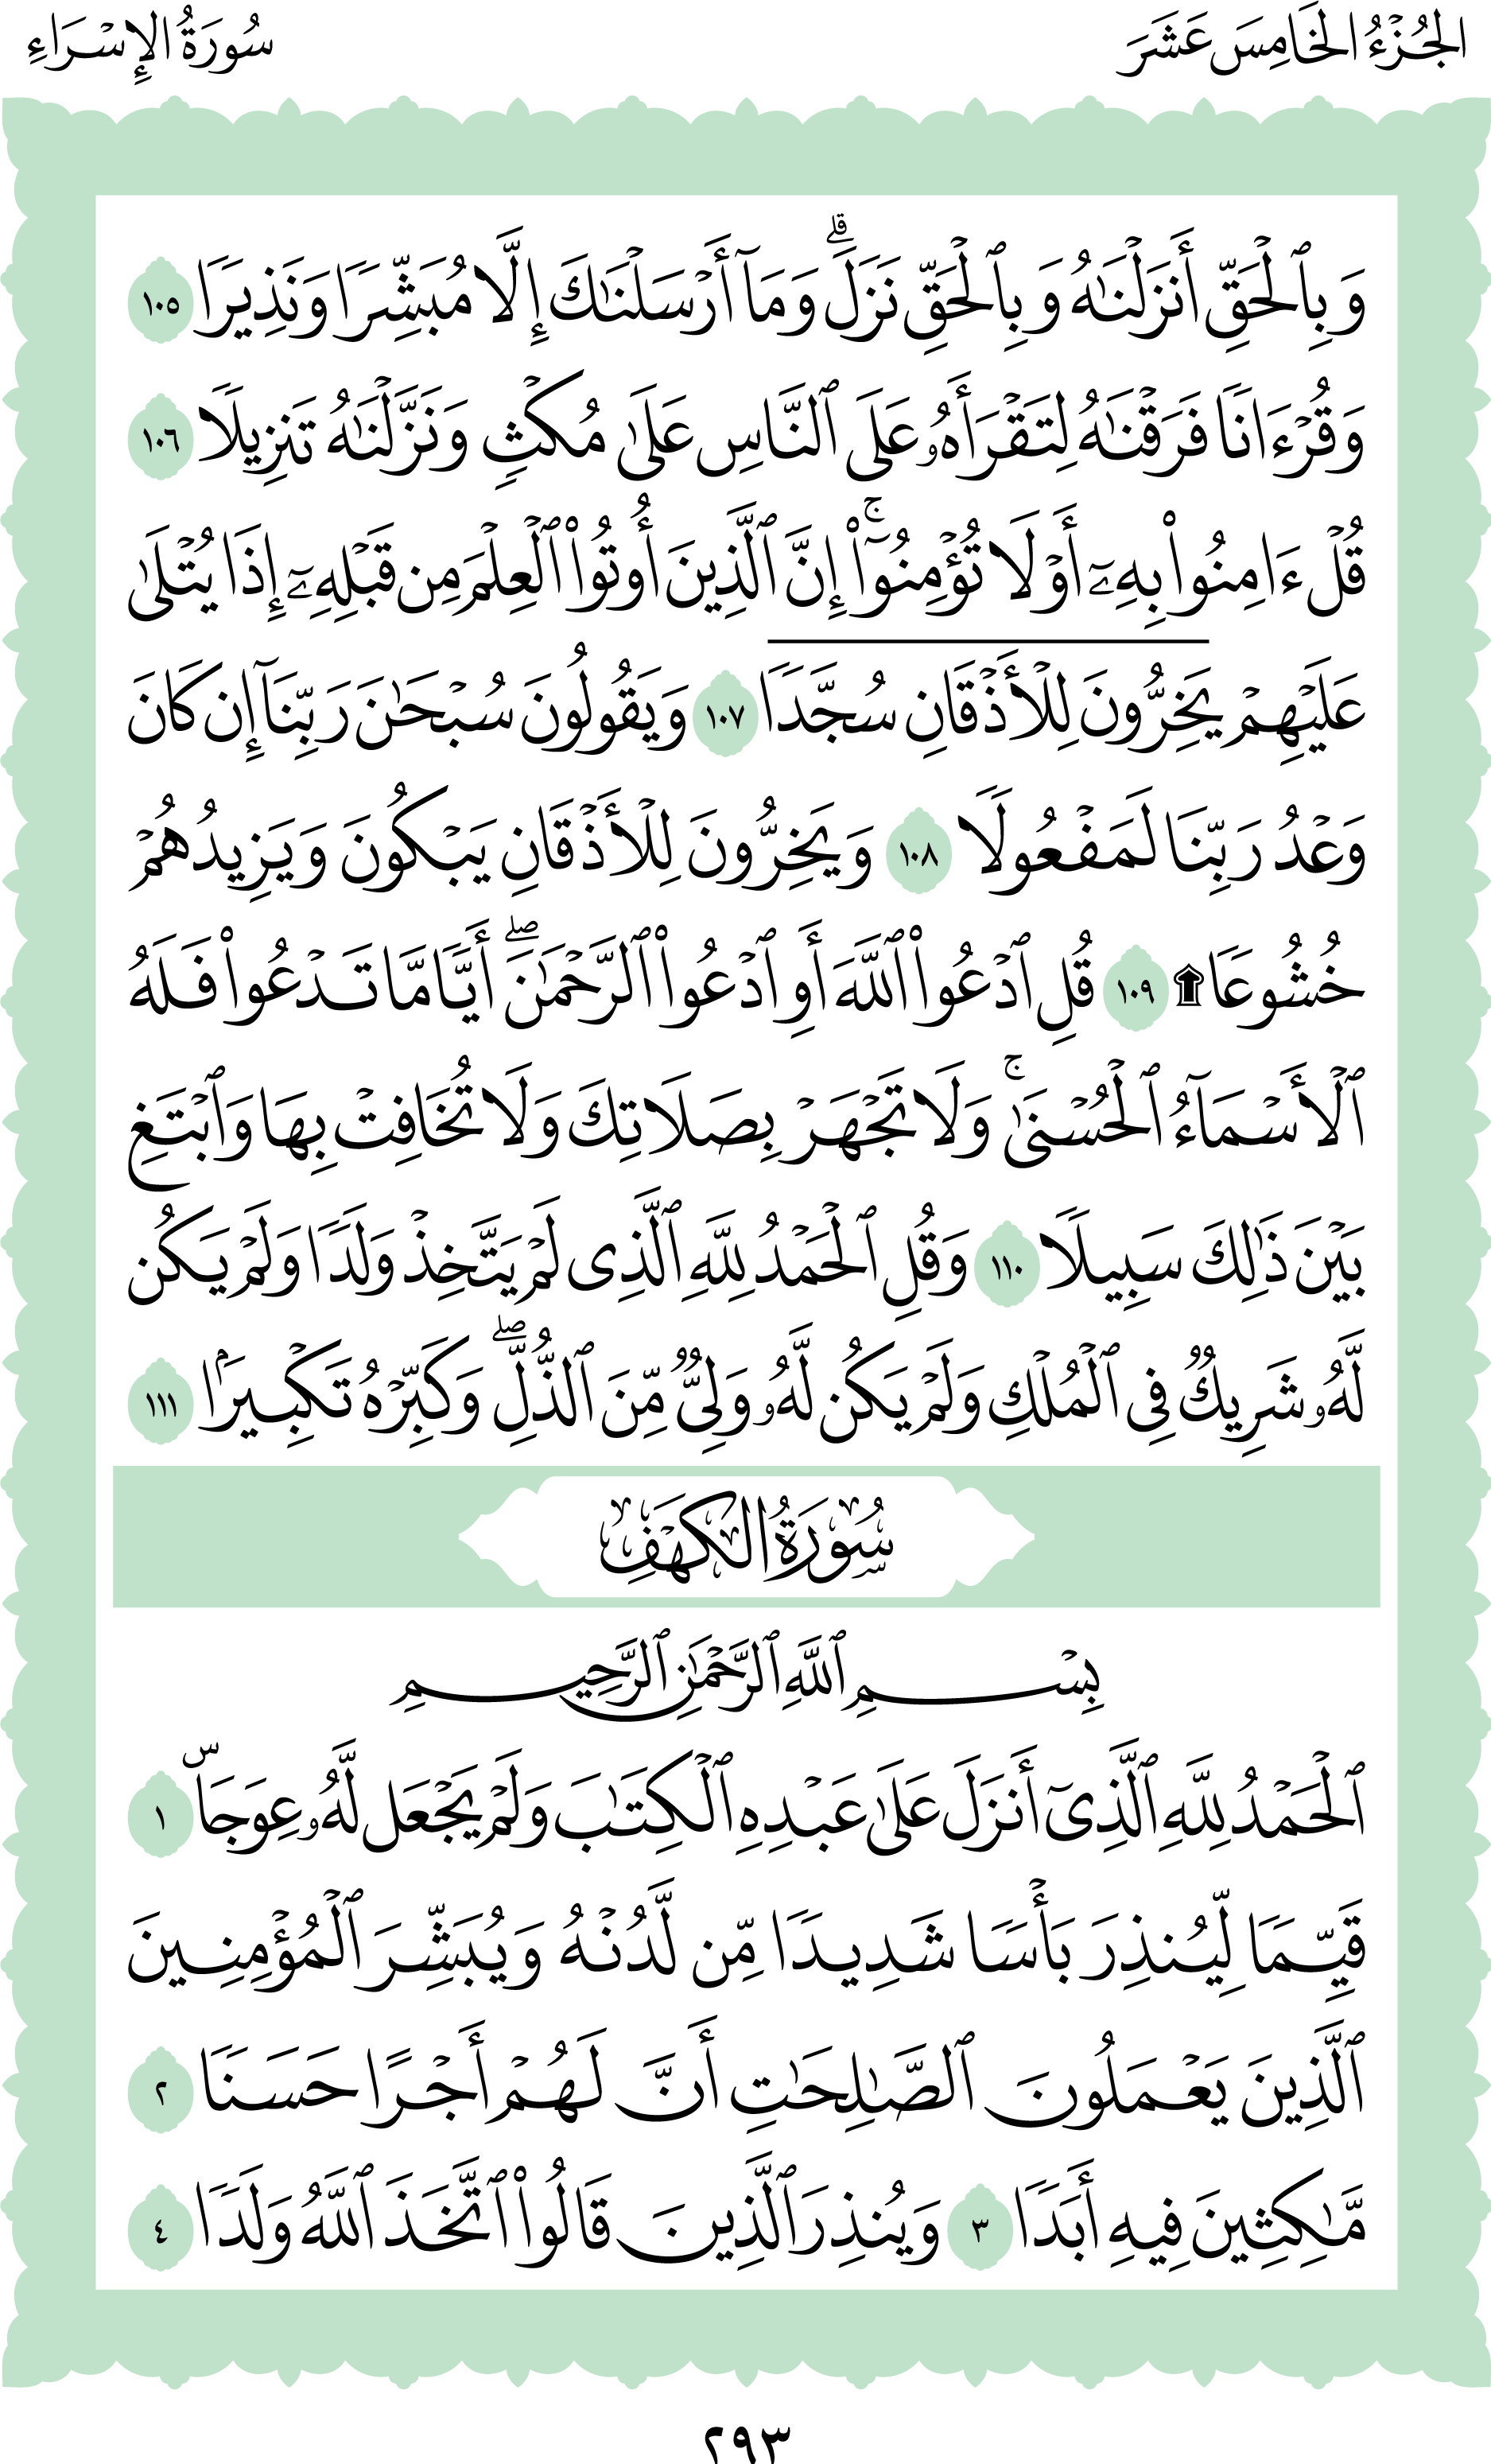 الجُزْءُ الخَامِسَ عَشَرَ
سُورَةُ الإِسْرَاءِ
وَبِٱلۡحَقِّ أَنزَلۡنَٰهُ وَبِٱلۡحَقِّ نَزَلَۗ وَمَآ أَرۡسَلۡنَٰكَ إِلَّا مُبَشِّرٗا وَنَذِيرٗا ١٠٥
وَقُرۡءَانٗا فَرَقۡنَٰهُ لِتَقۡرَأَهُۥ عَلَى ٱلنَّاسِ عَلَىٰ مُكۡثٖ وَنَزَّلۡنَٰهُ تَنزِيلٗا ١٠٦
قُلۡ ءَامِنُواْ بِهِۦٓ أَوۡ لَا تُؤۡمِنُوٓاْۚ إِنَّ ٱلَّذِينَ أُوتُواْ ٱلۡعِلۡمَ مِن قَبۡلِهِۦٓ إِذَا يُتۡلَىٰ
عَلَيۡهِمۡ يَخِرُّونَ لِلۡأَذۡقَانِ سُجَّدٗا ١٠٧ وَيَقُولُونَ سُبۡحَٰنَ رَبِّنَآ إِن كَانَ
وَعۡدُ رَبِّنَا لَمَفۡعُولٗا ١٠٨ وَيَخِرُّونَ لِلۡأَذۡقَانِ يَبۡكُونَ وَيَزِيدُهُمۡ
خُشُوعٗا۩ ١٠٩ قُلِ ٱدۡعُواْ ٱللَّهَ أَوِ ٱدۡعُواْ ٱلرَّحۡمَٰنَۖ أَيّٗا مَّا تَدۡعُواْ فَلَهُ
ٱلۡأَسۡمَآءُ ٱلۡحُسۡنَىٰۚ وَلَا تَجۡهَرۡ بِصَلَاتِكَ وَلَا تُخَافِتۡ بِهَا وَٱبۡتَغِ
بَيۡنَ ذَٰلِكَ سَبِيلٗا ١١٠ وَقُلِ ٱلۡحَمۡدُ لِلَّهِ ٱلَّذِي لَمۡ يَتَّخِذۡ وَلَدٗا وَلَمۡ يَكُن
لَّهُۥ شَرِيكٞ فِي ٱلۡمُلۡكِ وَلَمۡ يَكُن لَّهُۥ وَلِيّٞ مِّنَ ٱلذُّلِّۖ وَكَبِّرۡهُ تَكۡبِيرَۢا ١١١
سُورَةُ الكَهۡفِ
بِسۡمِ ٱللَّهِ ٱلرَّحۡمَٰنِ ٱلرَّحِيمِ
ٱلۡحَمۡدُ لِلَّهِ ٱلَّذِيٓ أَنزَلَ عَلَىٰ عَبۡدِهِ ٱلۡكِتَٰبَ وَلَمۡ يَجۡعَل لَّهُۥ عِوَجَاۜ ١
قَيِّمٗا لِّيُنذِرَ بَأۡسٗا شَدِيدٗا مِّن لَّدُنۡهُ وَيُبَشِّرَ ٱلۡمُؤۡمِنِينَ
ٱلَّذِينَ يَعۡمَلُونَ ٱلصَّٰلِحَٰتِ أَنَّ لَهُمۡ أَجۡرًا حَسَنٗا ٢
مَّٰكِثِينَ فِيهِ أَبَدٗا ٣ وَيُنذِرَ ٱلَّذِينَ قَالُواْ ٱتَّخَذَ ٱللَّهُ وَلَدٗا ٤
٢٩٣